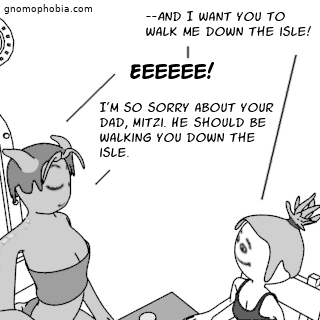 gnomophobia.com
--AND I WANT YOU TO
WALK ME DOWN THE ISLE!
EEEEEE!
I'M SO SORRY ABOUT YOUR
DAD, MITZI. HE SHOULD BE
WALKING YOU DOWN THE
ISLE.